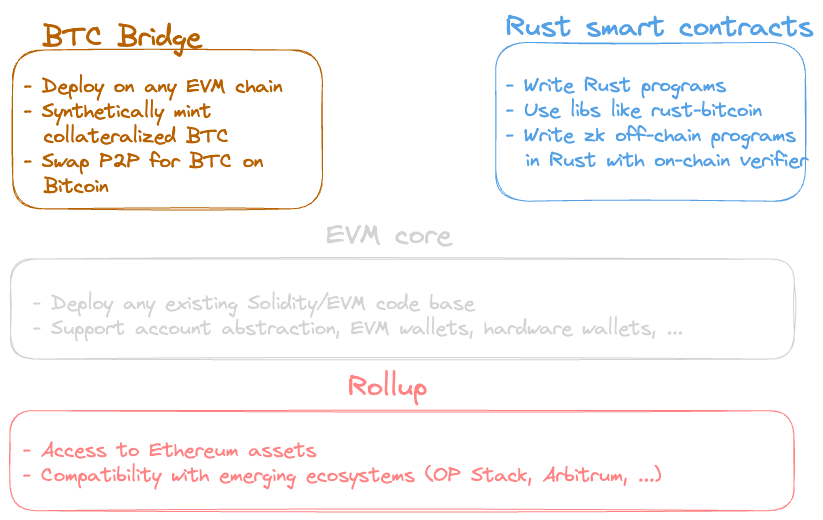 BTC Bridge
- Deploy on any EVM chain
- Synthetically mint
collateralized BTC
- Swap P2P for BTC on
Bitcoin
Rust smart contracts
- Write Rust programs
- Use libs like rust-bitcoin
- Write zk off-chain programs
in Rust with on-chain verifier
EVM core
- Deploy any existing Solidity/EVM code base
- Support account abstraction, EVM wallets, hardware wallets, ...
Rollup
- Access to Ethereum assets
- Compatibility with emerging ecosystems (OP Stack, Arbitrum, ...)